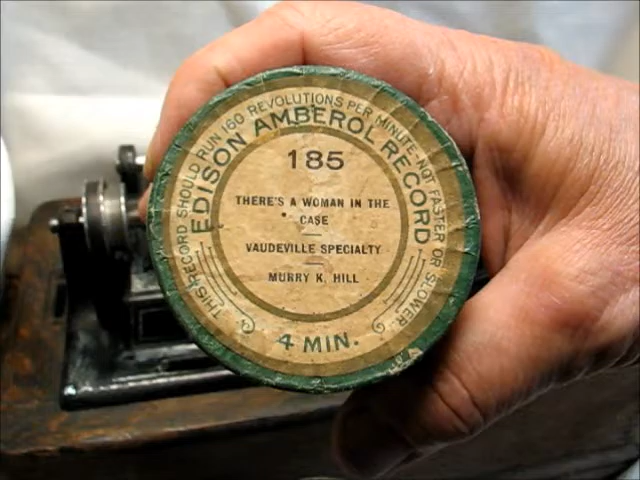 THIS RECORD SHOULD RUN 160 REVOLUTIONS PER MINUTE-NOT FASTER OR SLOWER.
EDISON AMBEROL RECORD
185
THERE'S A WOMAN IN THE
CASE
VAUDEVILLE SPECIALTY
MURRY K. HILL
4 MIN.